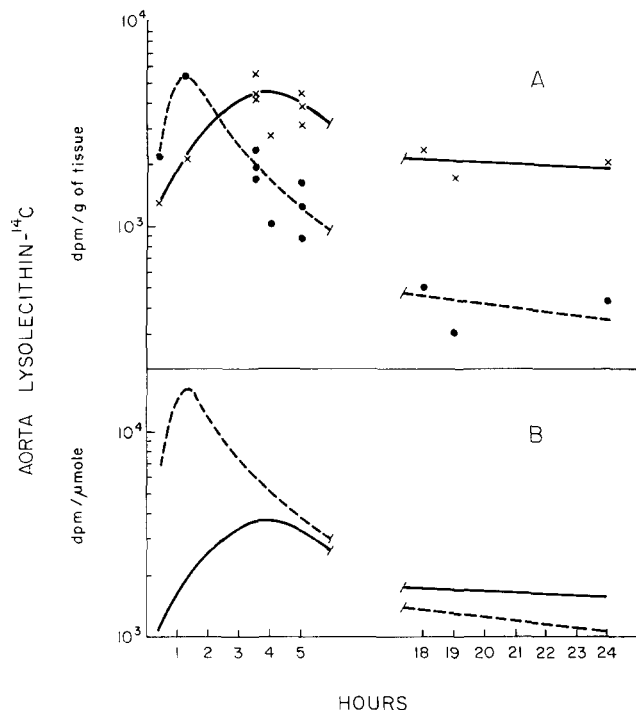 10⁴
A
dpm/g of tissue
10³
AORTA LYSOLECITHIN-¹⁴C
10⁴
B
dpm/μmole
10³
1 2 3 4 5 18 19 20 21 22 23 24
HOURS